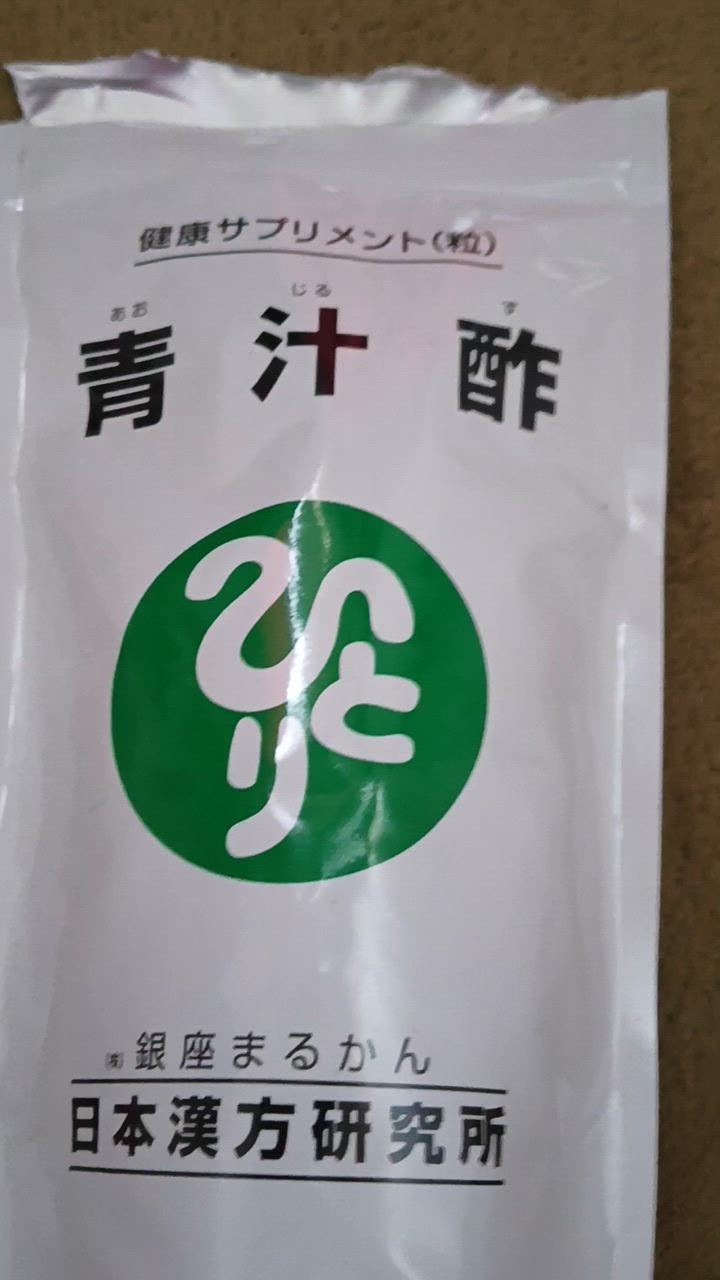 健康サプリメント(粒)
あお じる す
青汁酢
ひとり
㈱銀座まるかん
日本漢方研究所